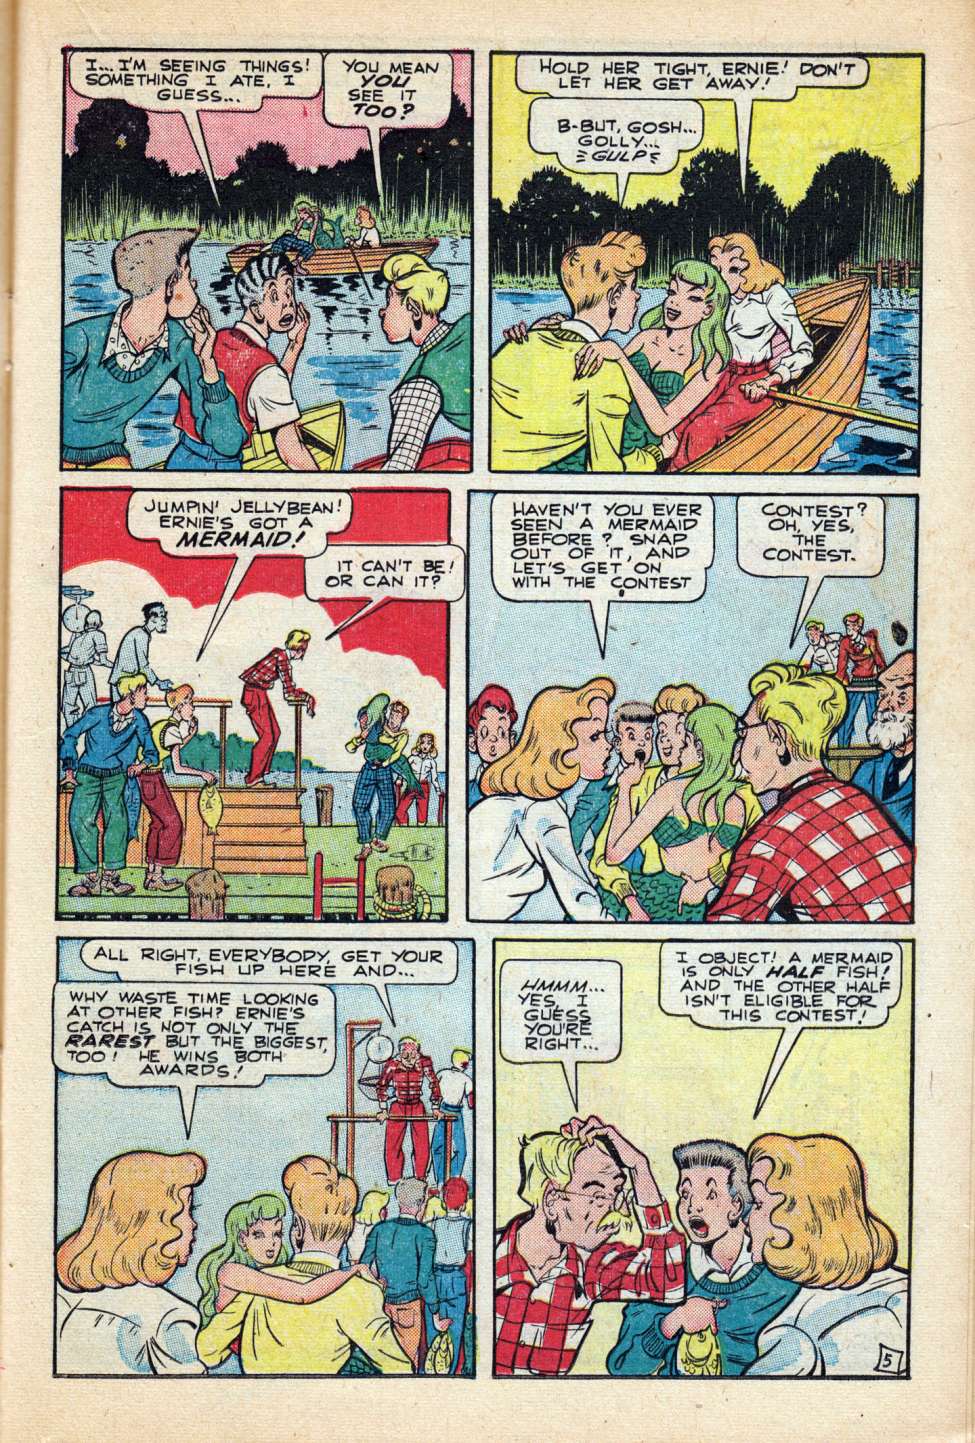 I... I'M SEEING THINGS!
SOMETHING I ATE, I
GUESS...
YOU MEAN
YOU
SEE IT
TOO?
HOLD HER TIGHT, ERNIE! DON'T
LET HER GET AWAY!
B-BUT, GOSH...
GOLLY...
GULP
JUMPIN' JELLYBEAN!
ERNIE'S GOT A
MERMAID!
IT CAN'T BE!
OR CAN IT?
HAVEN'T YOU EVER
SEEN A MERMAID
BEFORE? SNAP
OUT OF IT, AND
LET'S GET ON
WITH THE CONTEST
CONTEST?
OH, YES,
THE
CONTEST.
ALL RIGHT, EVERYBODY, GET YOUR
FISH UP HERE AND...
WHY WASTE TIME LOOKING
AT OTHER FISH? ERNIE'S
CATCH IS NOT ONLY THE
RAREST BUT THE BIGGEST,
TOO! HE WINS BOTH
AWARDS!
HMMM...
YES, I
GUESS
YOU'RE
RIGHT...
I OBJECT! A MERMAID
IS ONLY HALF FISH!
AND THE OTHER HALF
ISN'T ELIGIBLE FOR
THIS CONTEST!
5